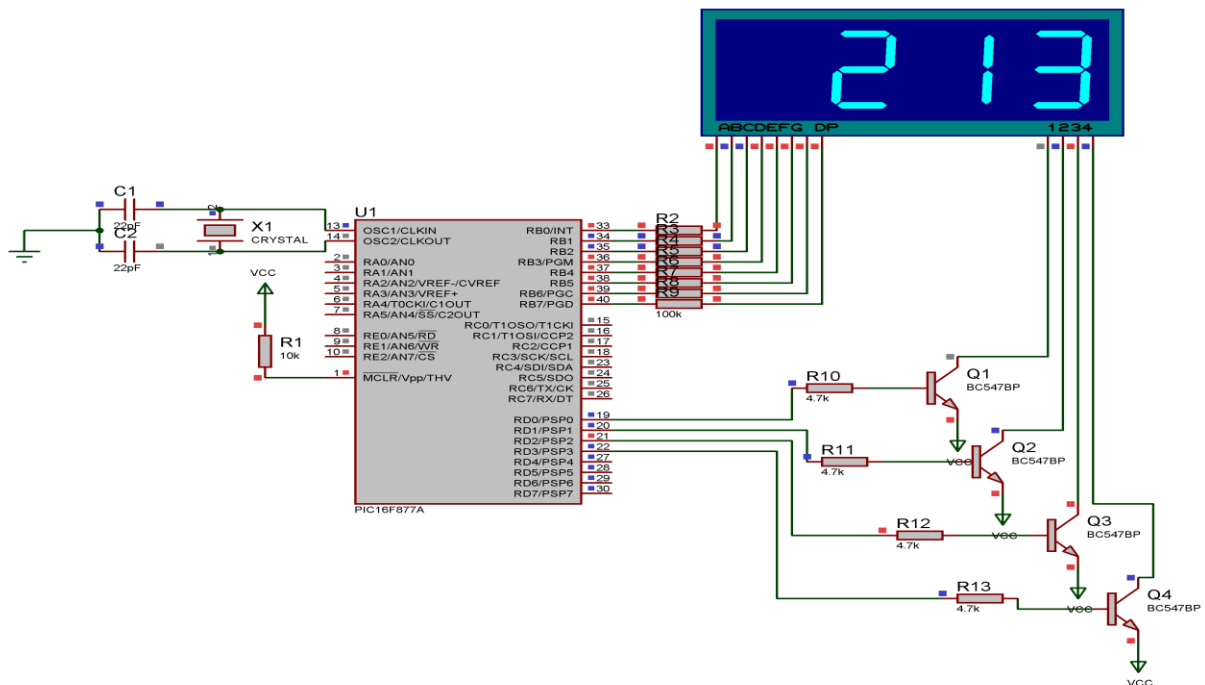 213
ABCDEFG DP
1234
C1
22pF
C2
22pF
X1
CRYSTAL
2
1
VCC
R1
10k
U1
13 OSC1/CLKIN
14 OSC2/CLKOUT
2 RA0/AN0
3 RA1/AN1
4 RA2/AN2/VREF-/CVREF
5 RA3/AN3/VREF+
6 RA4/T0CKI/C1OUT
7 RA5/AN4/SS/C2OUT
8 RE0/AN5/RD
9 RE1/AN6/WR
10 RE2/AN7/CS
1 MCLR/Vpp/THV
RB0/INT 33
RB1 34
RB2 35
RB3/PGM 36
RB4 37
RB5 38
RB6/PGC 39
RB7/PGD 40
RC0/T1OSO/T1CKI 15
RC1/T1OSI/CCP2 16
RC2/CCP1 17
RC3/SCK/SCL 18
RC4/SDI/SDA 23
RC5/SDO 24
RC6/TX/CK 25
RC7/RX/DT 26
RD0/PSP0 19
RD1/PSP1 20
RD2/PSP2 21
RD3/PSP3 22
RD4/PSP4 27
RD5/PSP5 28
RD6/PSP6 29
RD7/PSP7 30
PIC16F877A
R2
R3
R4
R5
R6
R7
R8
R9
100k
R10
4.7k
Q1
BC547BP
VCC
R11
4.7k
Q2
BC547BP
VCC
R12
4.7k
Q3
BC547BP
VCC
R13
4.7k
Q4
BC547BP
VCC